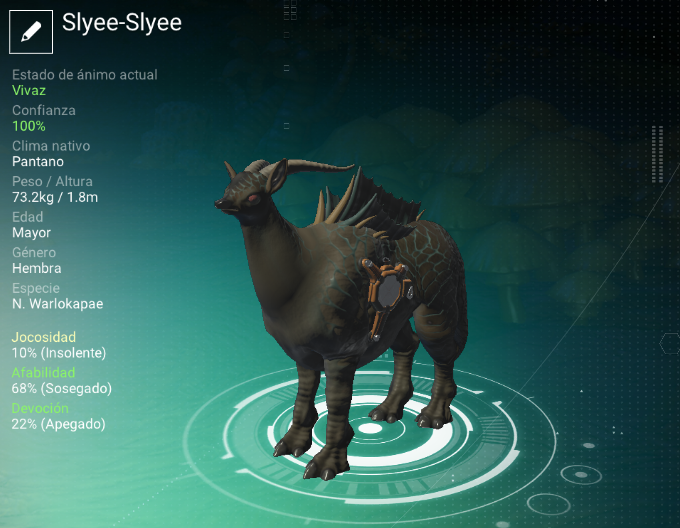 Slyee-Slyee
Estado de ánimo actual
Vivaz
Confianza
100%
Clima nativo
Pantano
Peso / Altura
73.2kg / 1.8m
Edad
Mayor
Género
Hembra
Especie
N. Warlokapae
Jocosidad
10% (Insolente)
Afabilidad
68% (Sosegado)
Devoción
22% (Apegado)